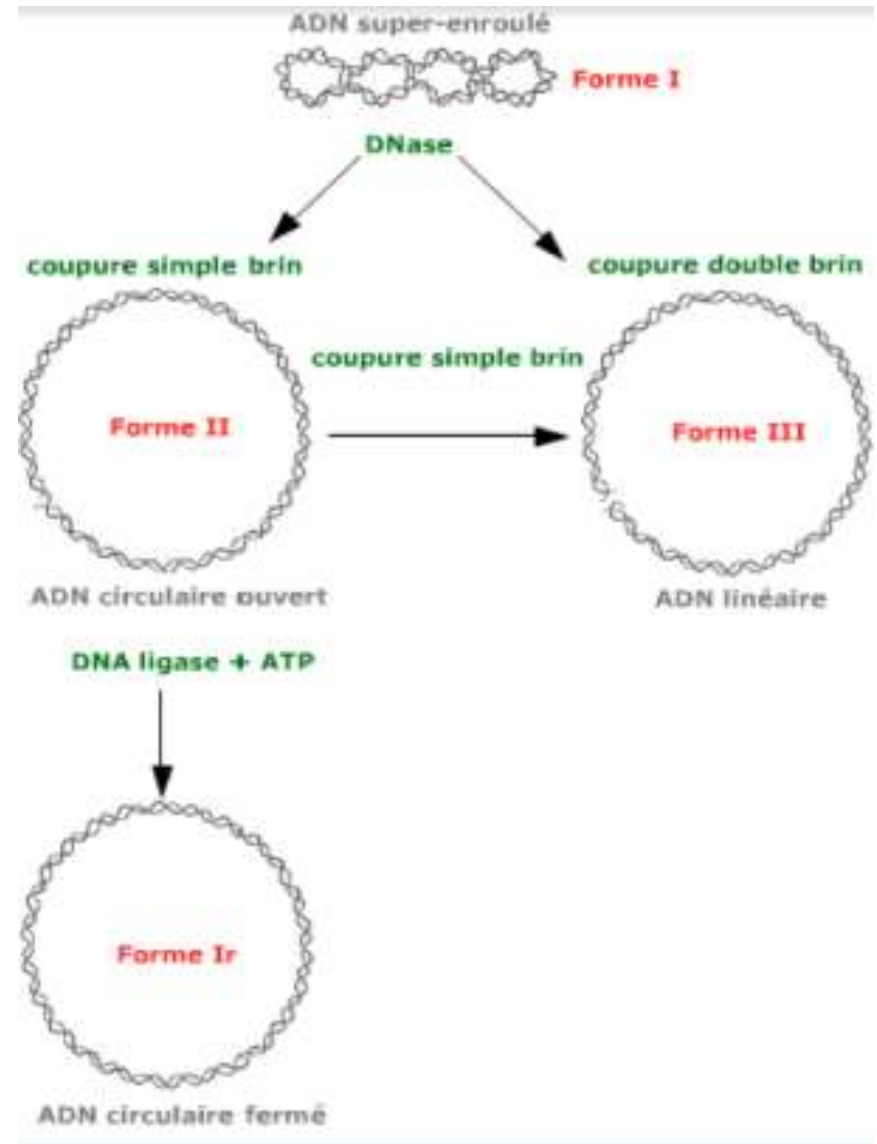 ADN super-enroulé
Forme I
DNase
coupure simple brin
coupure double brin
coupure simple brin
Forme II
Forme III
ADN circulaire ouvert
ADN linéaire
DNA ligase + ATP
Forme Ir
ADN circulaire fermé